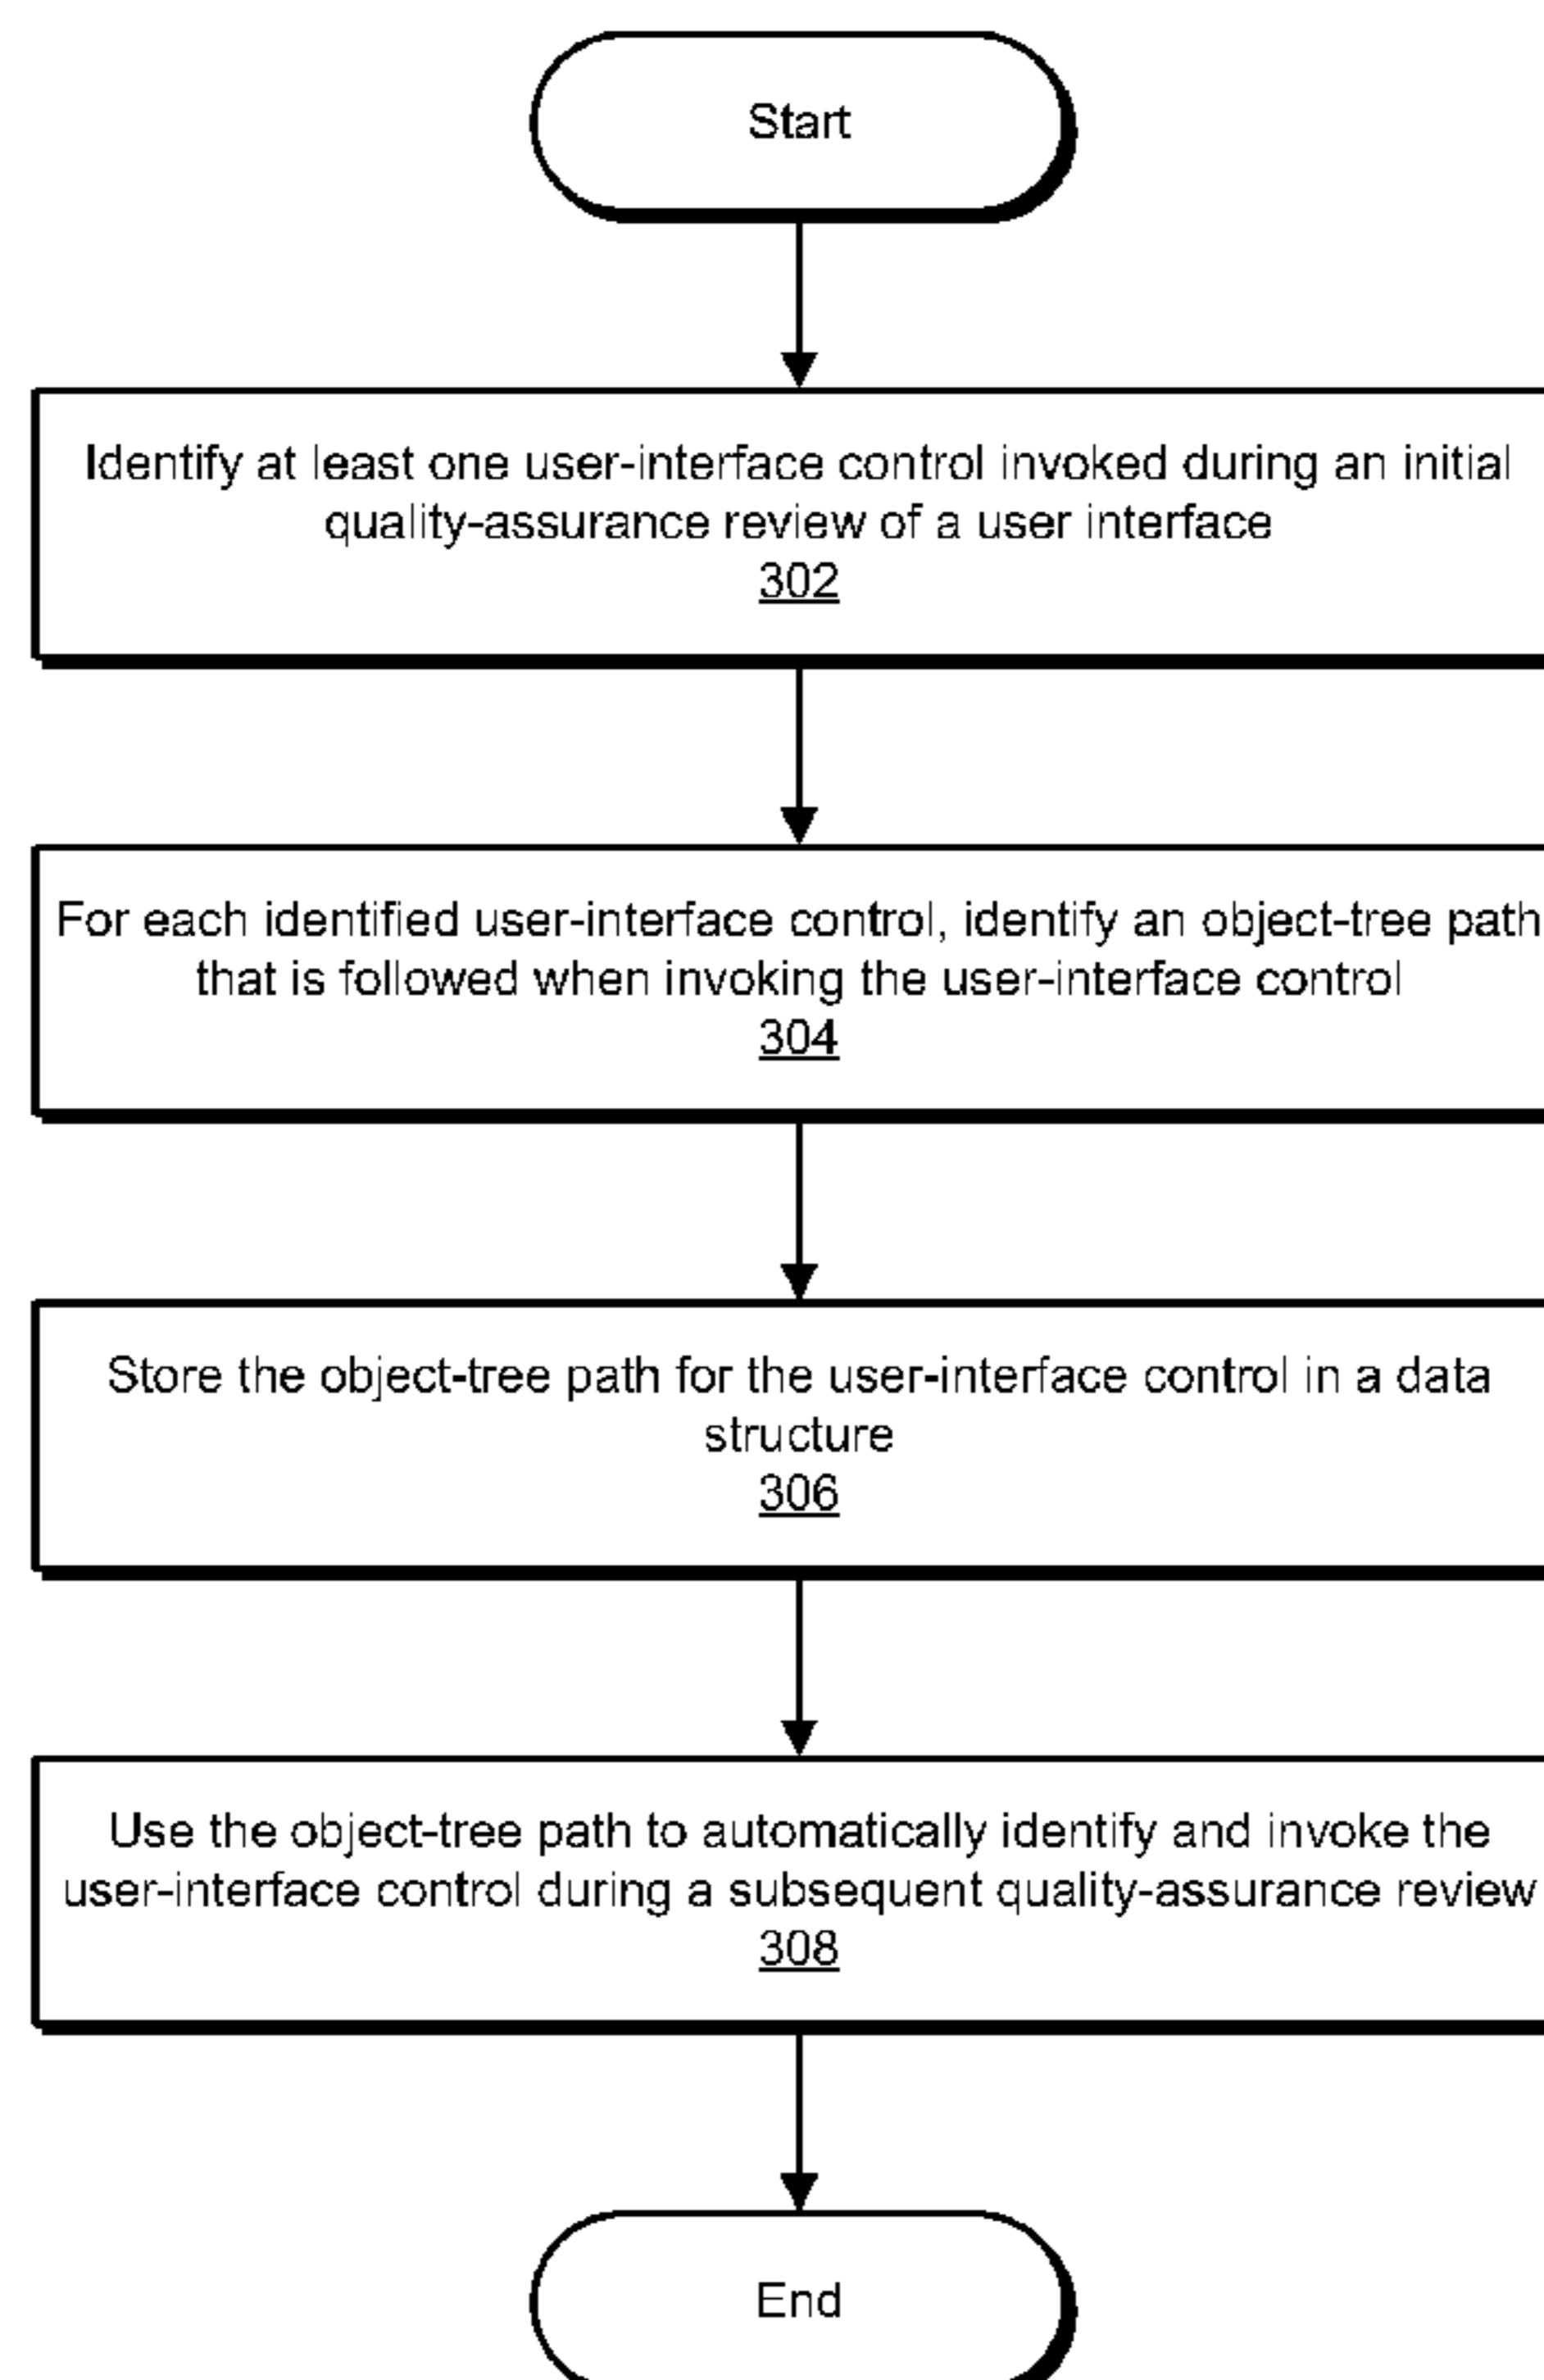 Start
Identify at least one user-interface control invoked during an initial
quality-assurance review of a user interface
302
For each identified user-interface control, identify an object-tree path
that is followed when invoking the user-interface control
304
Store the object-tree path for the user-interface control in a data
structure
306
Use the object-tree path to automatically identify and invoke the
user-interface control during a subsequent quality-assurance review
308
End